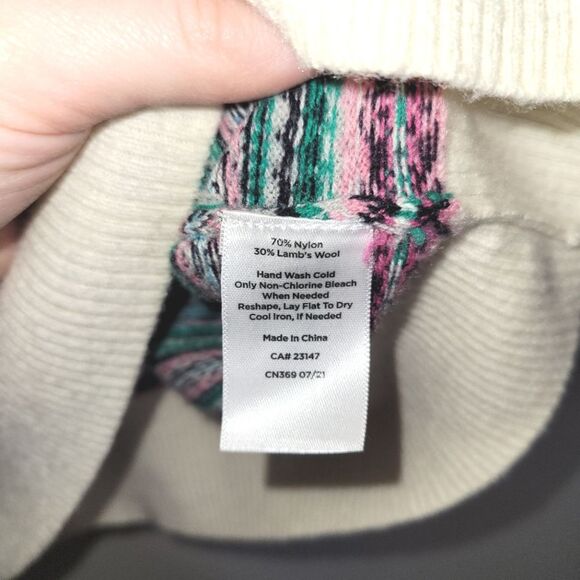 70% Nylon
30% Lamb's Wool
Hand Wash Cold
Only Non-Chlorine Bleach
When Needed
Reshape, Lay Flat To Dry
Cool Iron, If Needed
Made In China
CA# 23147
CN369 07/21